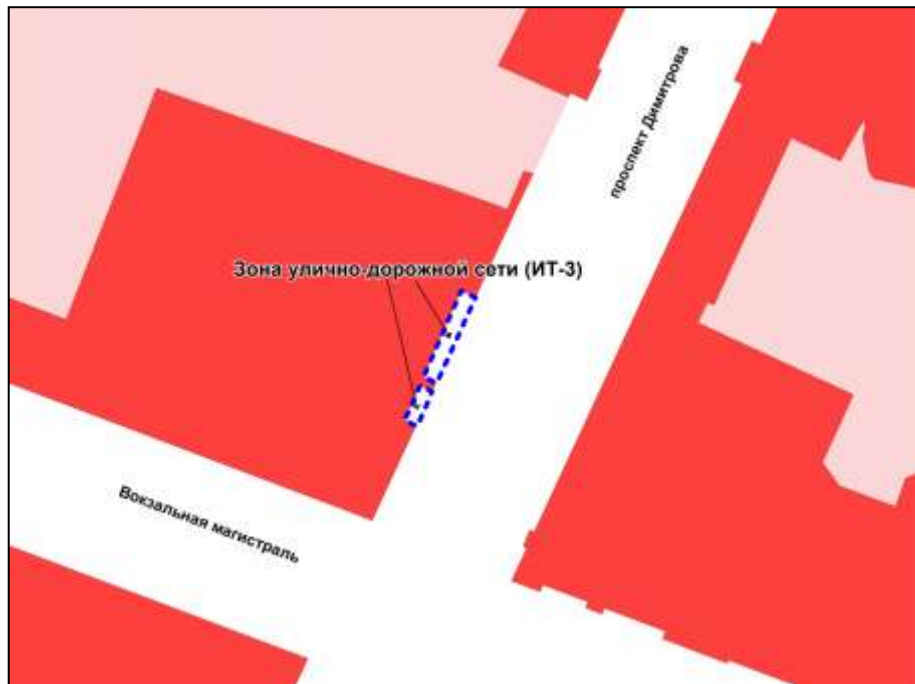 проспект Димитрова
Зона улично-дорожной сети (ИТ-3)
Вокзальная магистраль